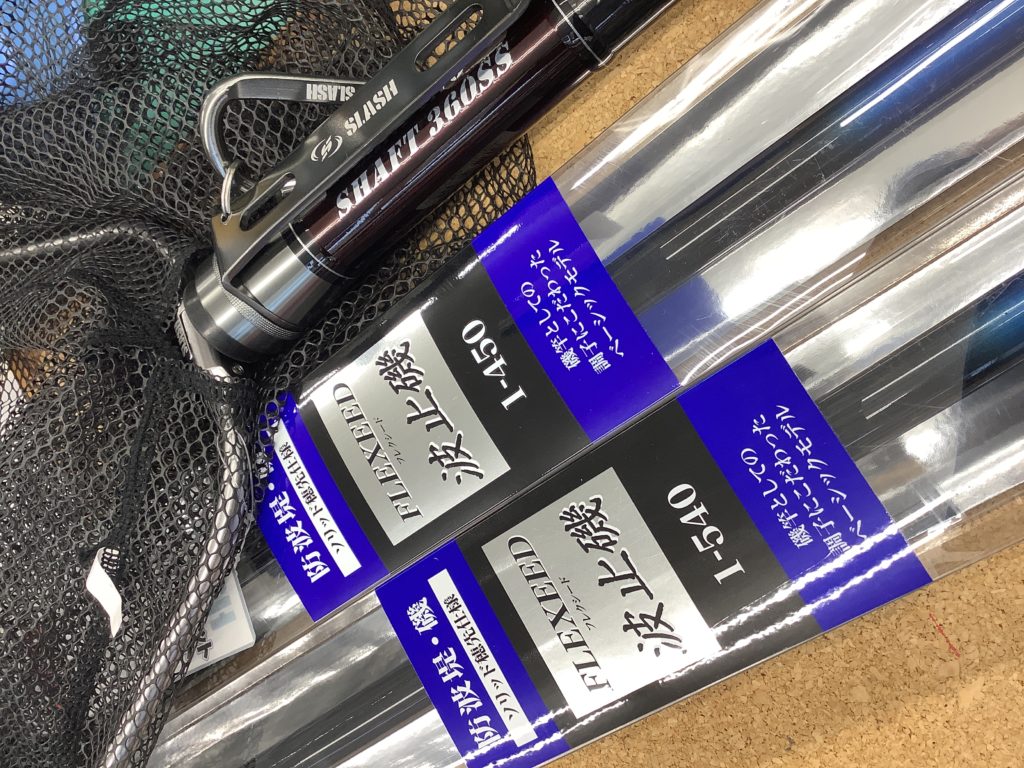 SLASH
SLASH
SHAFT 360SS
防波堤・磯
ソリッド穂先仕様
FLEXEED
フレクシード
波止磯
1-450
磯竿としての
調子にこだわった
ベーシックモデル
防波堤・磯
ソリッド穂先仕様
FLEXEED
フレクシード
波止磯
1-540
磯竿としての
調子にこだわった
ベーシックモデル